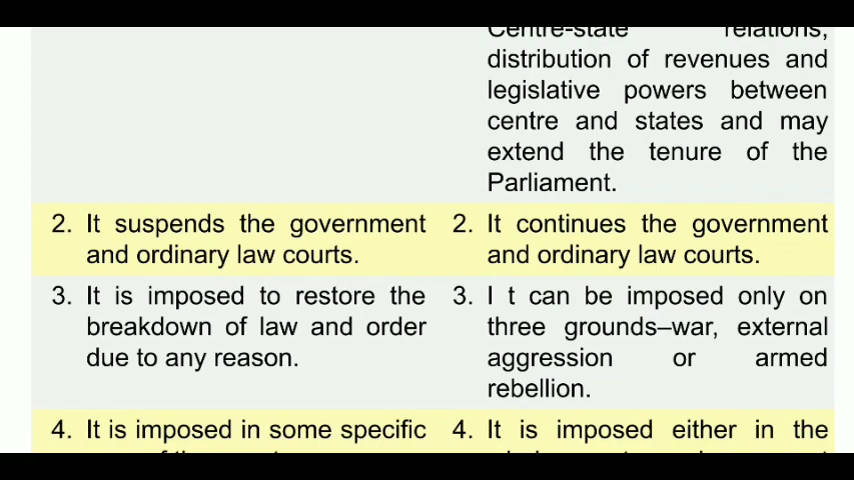 Centre-state relations,
distribution of revenues and
legislative powers between
centre and states and may
extend the tenure of the
Parliament.
2. It suspends the government
and ordinary law courts.
2. It continues the government
and ordinary law courts.
3. It is imposed to restore the
breakdown of law and order
due to any reason.
3. I t can be imposed only on
three grounds–war, external
aggression or armed
rebellion.
4. It is imposed in some specific
4. It is imposed either in the